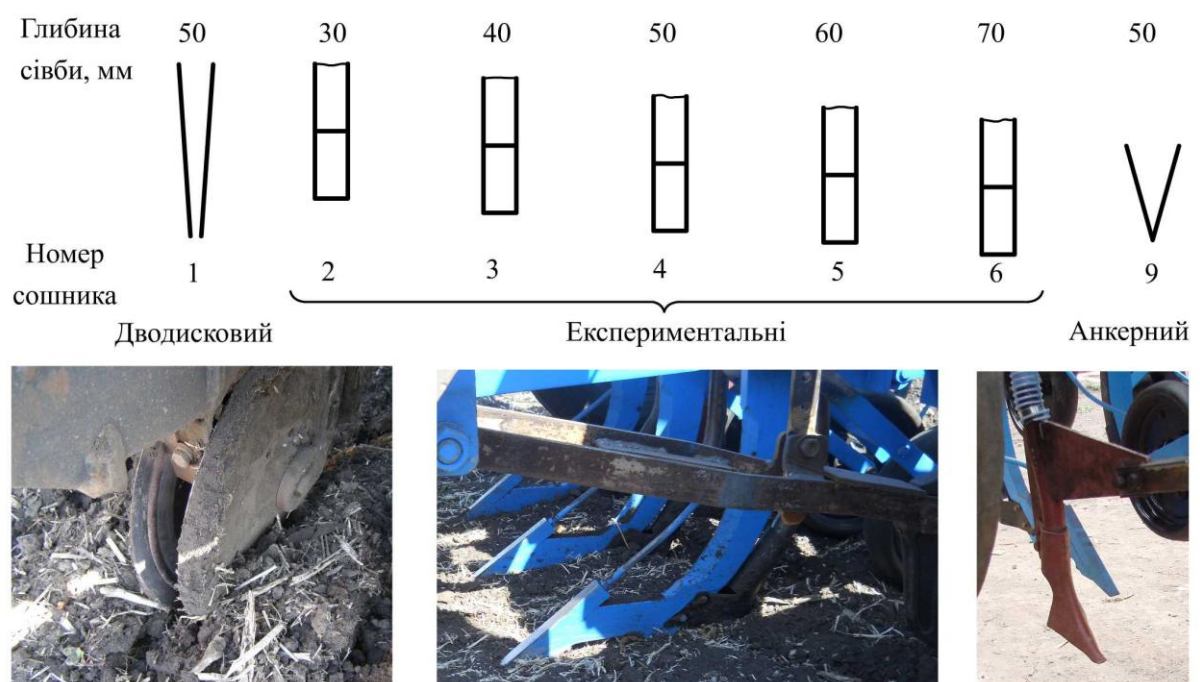 Глибина
сівби, мм
50 30 40 50 60 70 50
Номер
сошника
1 2 3 4 5 6 9
Дводисковий Експериментальні Анкерний